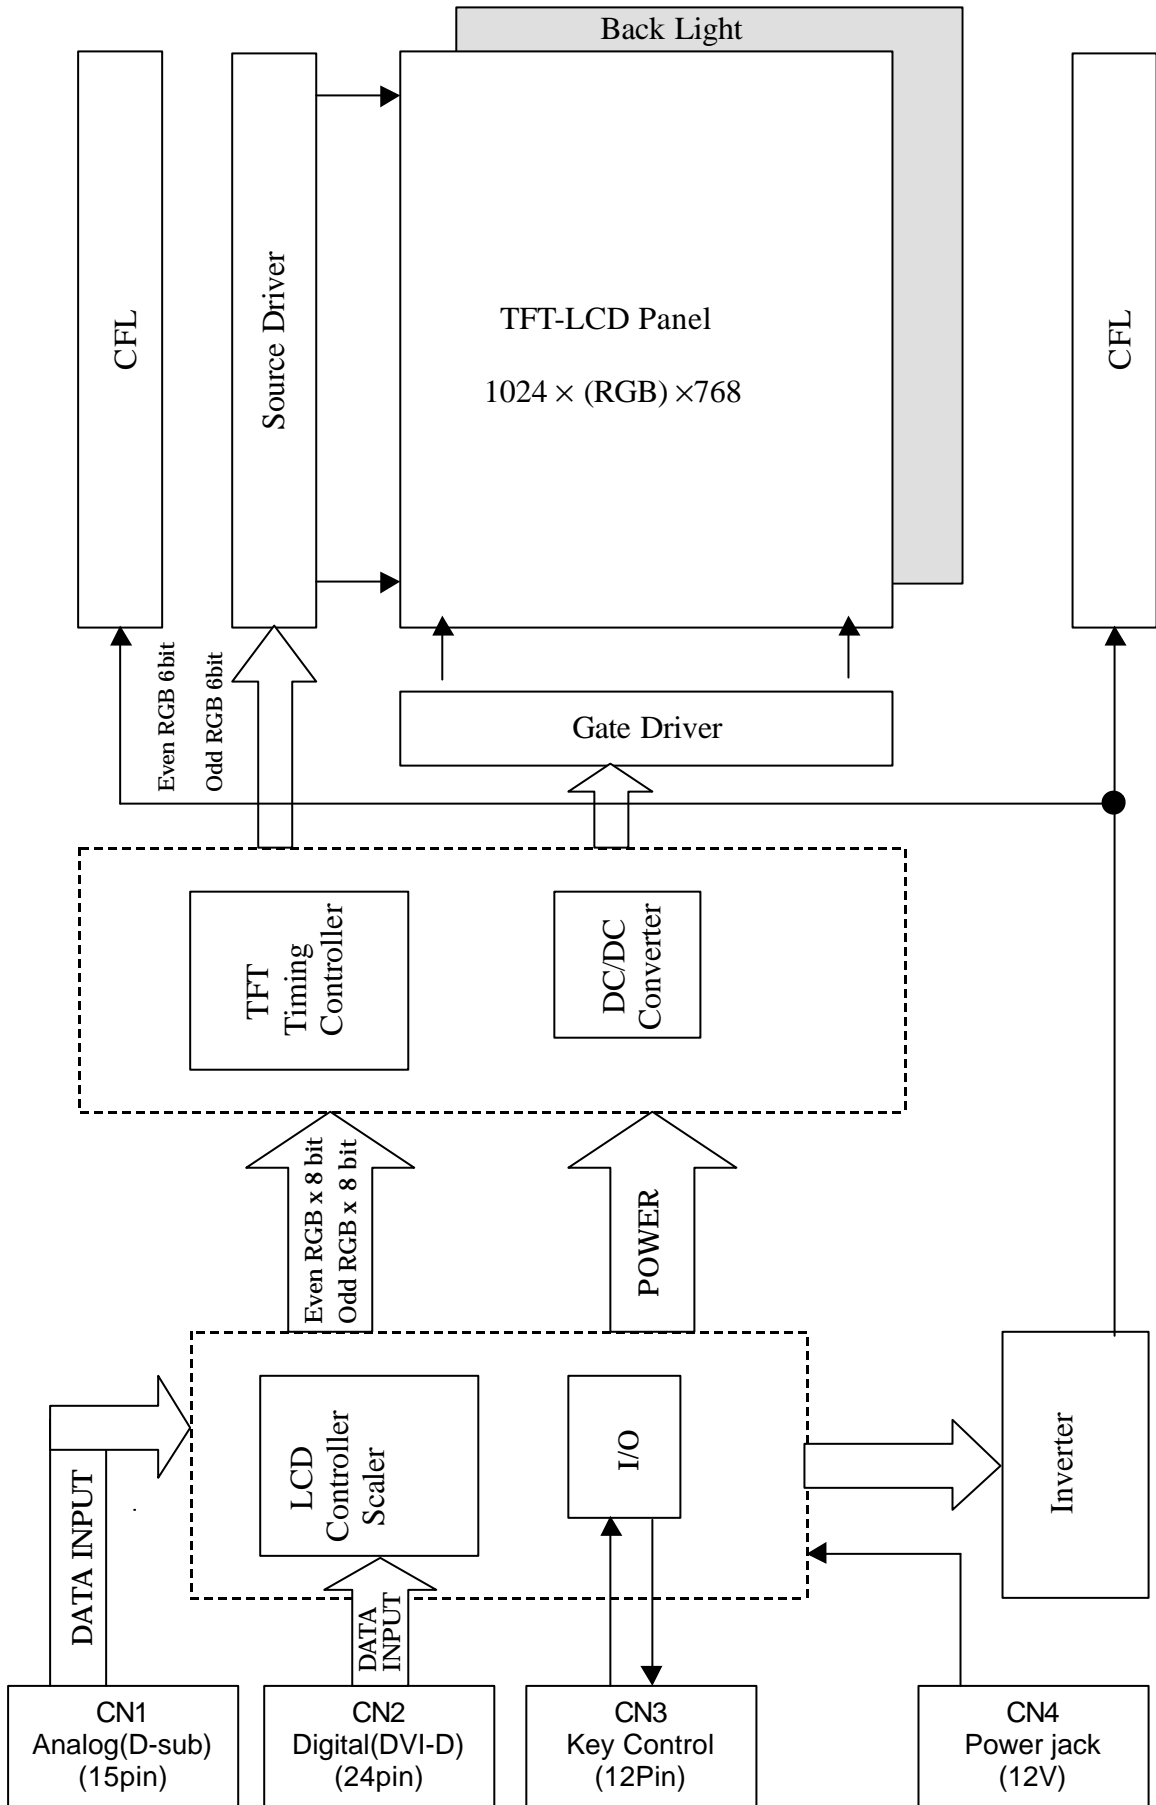 Back Light
CFL
Source Driver
TFT-LCD Panel
1024 × (RGB) ×768
CFL
Even RGB 6bit
Odd RGB 6bit
Gate Driver
TFT
Timing
Controller
DC/DC
Converter
Even RGB x 8 bit
Odd RGB x 8 bit
POWER
DATA INPUT
LCD
Controller
Scaler
I/O
Inverter
DATA
INPUT
CN1
Analog(D-sub)
(15pin)
CN2
Digital(DVI-D)
(24pin)
CN3
Key Control
(12Pin)
CN4
Power jack
(12V)